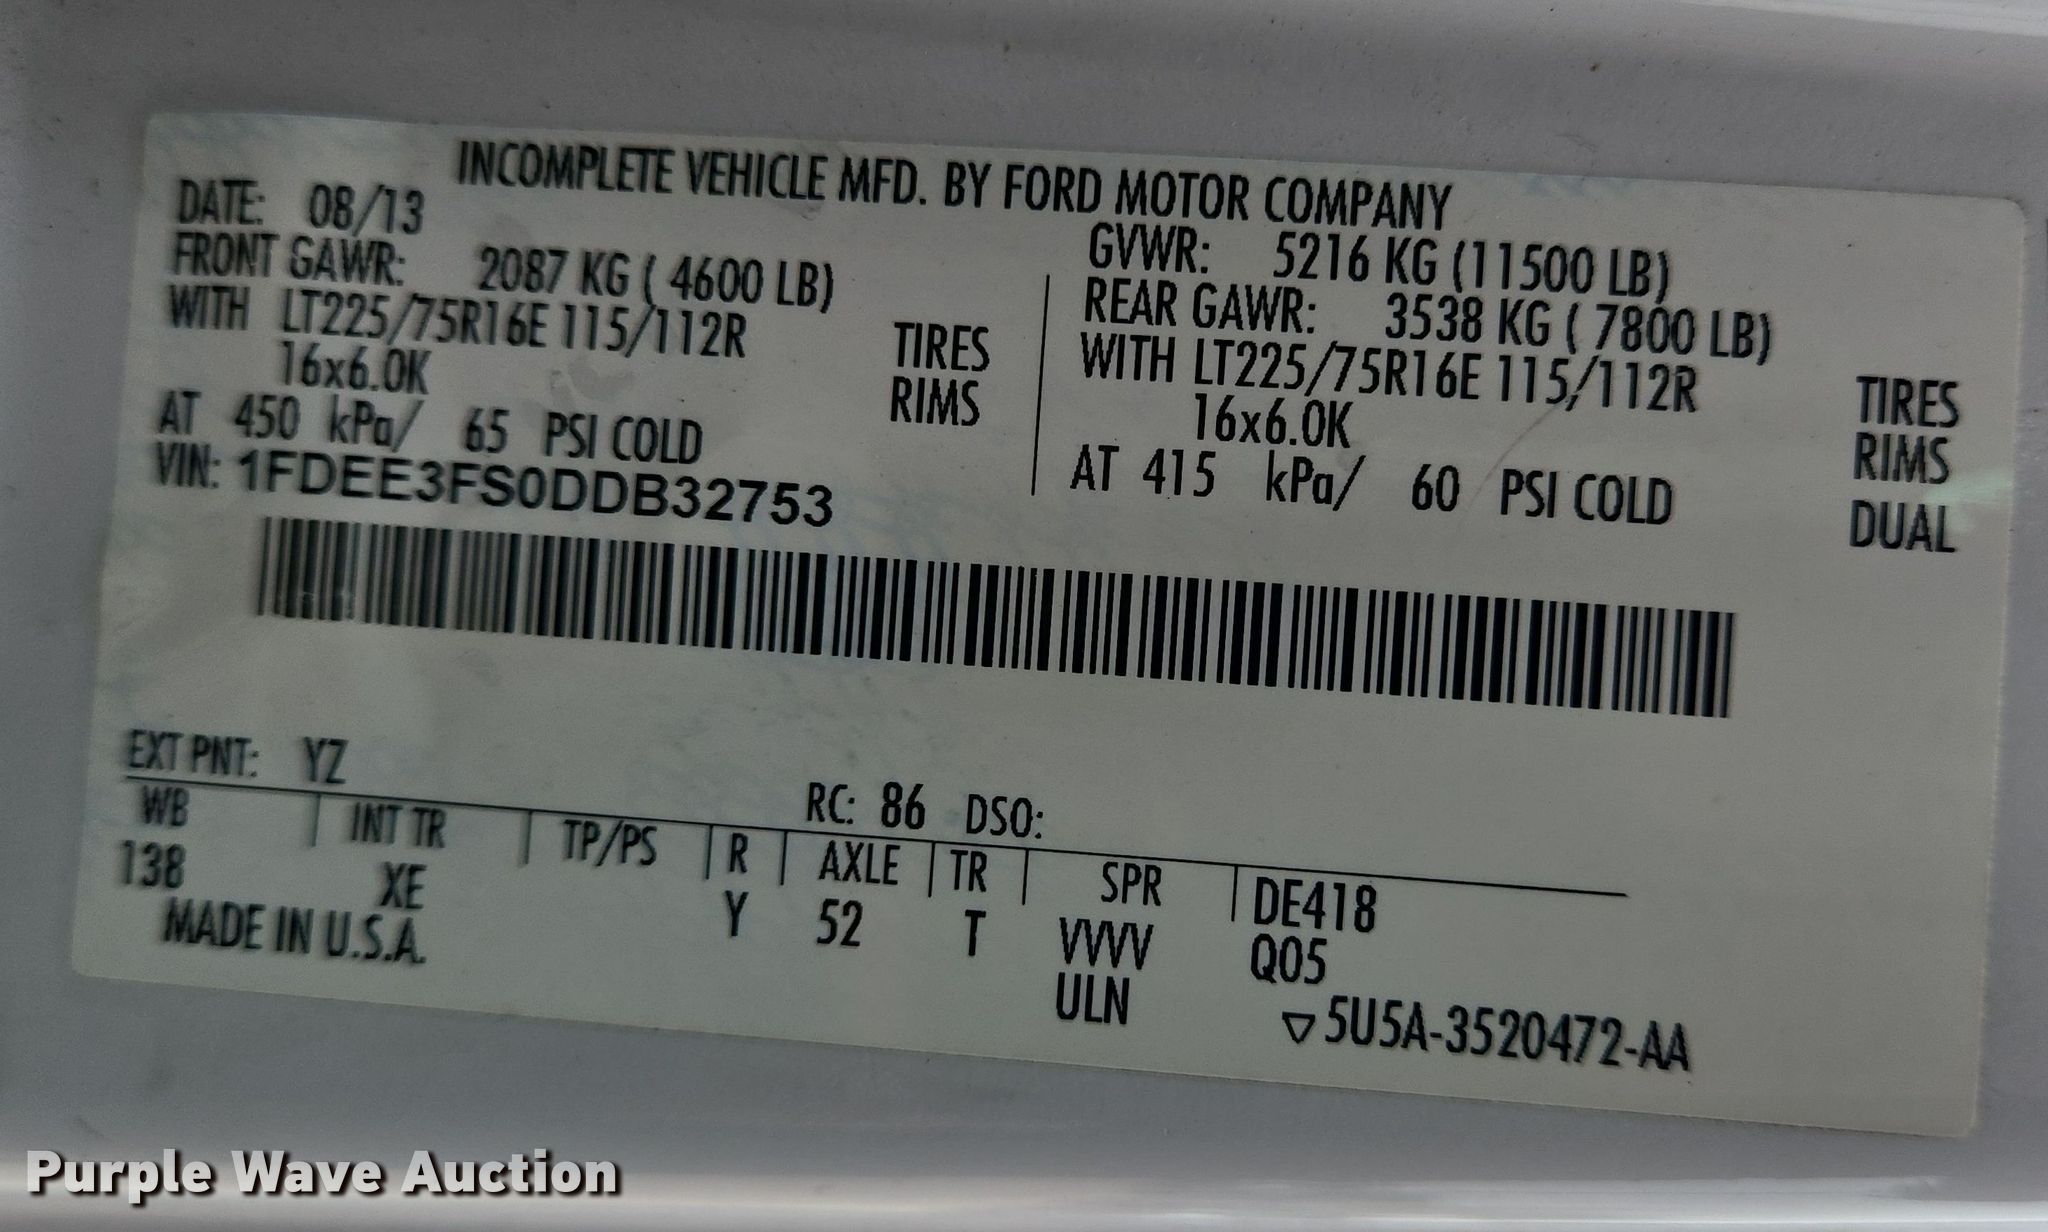 INCOMPLETE VEHICLE MFD. BY FORD MOTOR COMPANY
DATE: 08/13
GVWR: 5216 KG (11500 LB)
FRONT GAWR: 2087 KG ( 4600 LB)
REAR GAWR: 3538 KG ( 7800 LB)
WITH LT225/75R16E 115/112R TIRES
WITH LT225/75R16E 115/112R TIRES
16x6.0K RIMS
16x6.0K RIMS
AT 450 kPa/ 65 PSI COLD
AT 415 kPa/ 60 PSI COLD DUAL
VIN: 1FDEE3FS0DDB32753
EXT PNT: YZ RC: 86 DSO:
WB INT TR TP/PS R AXLE TR SPR DE418
138 XE Y 52 T VVVV Q05
MADE IN U.S.A. ULN
▽5U5A-3520472-AA
Purple Wave Auction